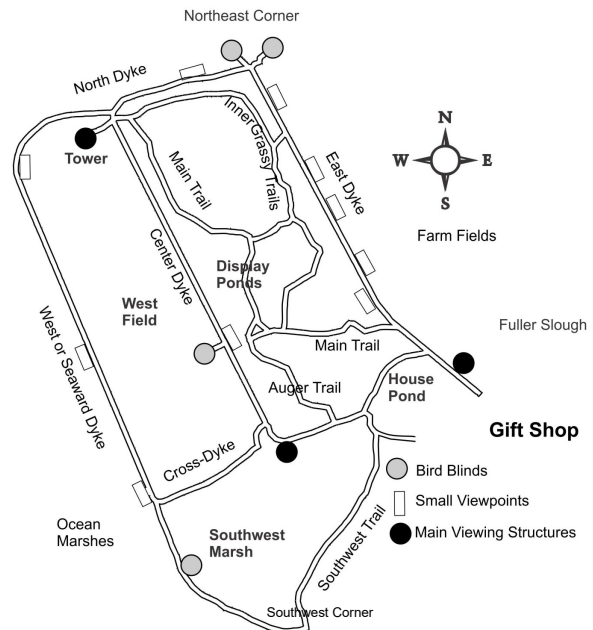 Northeast Corner
North Dyke
Tower
Inner Grassy Trails
Main Trail
N
W
E
S
East Dyke
Farm Fields
Center Dyke
Display
Ponds
West
Field
West or Seaward Dyke
Fuller Slough
Main Trail
House
Pond
Auger Trail
Gift Shop
Cross-Dyke
Bird Blinds
Small Viewpoints
Main Viewing Structures
Ocean
Marshes
Southwest
Marsh
Southwest Trail
Southwest Corner